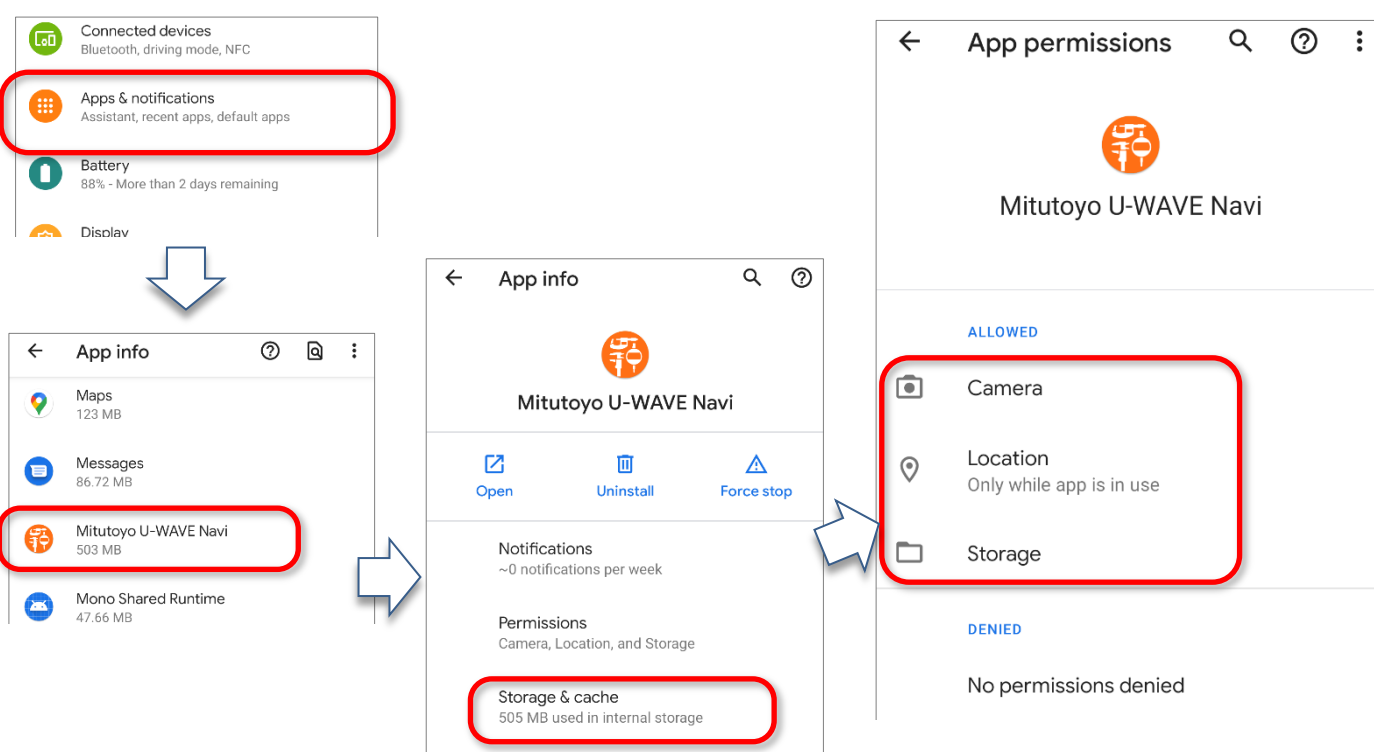 Connected devices
Bluetooth, driving mode, NFC
Apps & notifications
Assistant, recent apps, default apps
Battery
88% - More than 2 days remaining
Display
App info
Maps
123 MB
Messages
86.72 MB
Mitutoyo U-WAVE Navi
503 MB
Mono Shared Runtime
47.66 MB
App info
Mitutoyo U-WAVE Navi
Open
Uninstall
Force stop
Notifications
~0 notifications per week
Permissions
Camera, Location, and Storage
Storage & cache
505 MB used in internal storage
App permissions
Mitutoyo U-WAVE Navi
ALLOWED
Camera
Location
Only while app is in use
Storage
DENIED
No permissions denied